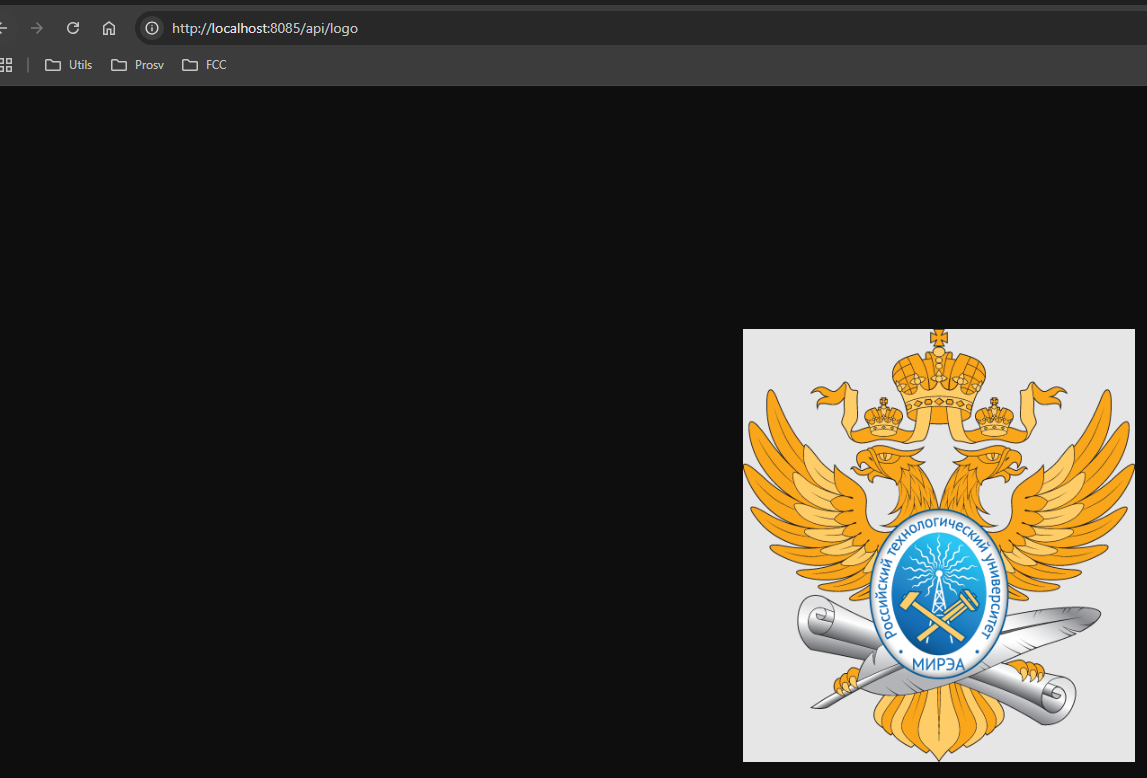 http://localhost:8085/api/logo
Utils
Prosv
FCC
Российский технологический университет
МИРЭА